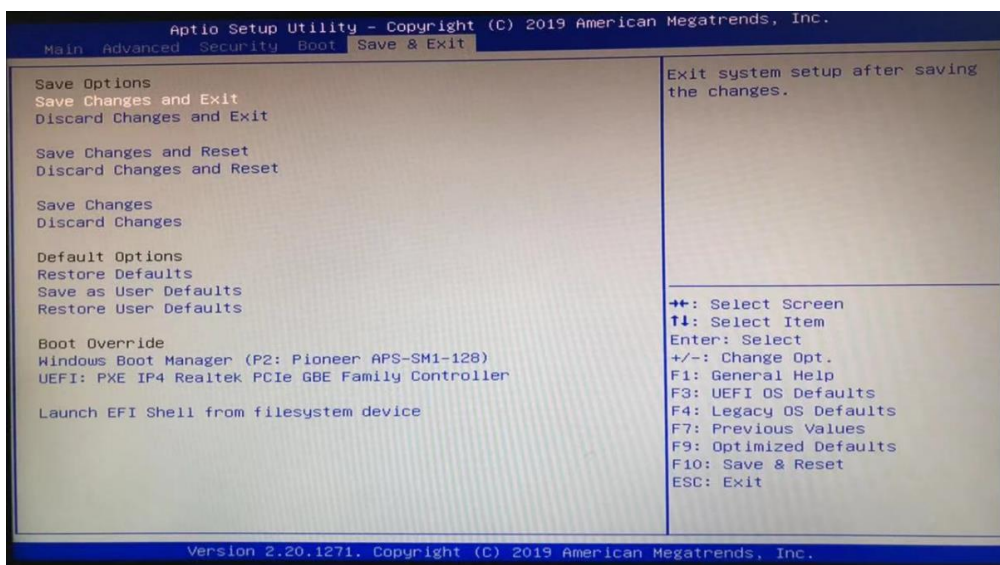 Aptio Setup Utility - Copyright (C) 2019 American Megatrends, Inc.
Main Advanced Security Boot Save & Exit
Save Options
Save Changes and Exit
Discard Changes and Exit
Save Changes and Reset
Discard Changes and Reset
Save Changes
Discard Changes
Default Options
Restore Defaults
Save as User Defaults
Restore User Defaults
Boot Override
Windows Boot Manager (P2: Pioneer APS-SM1-128)
UEFI: PXE IP4 Realtek PCIe GBE Family Controller
Launch EFI Shell from filesystem device
Exit system setup after saving
the changes.
→←: Select Screen
↑↓: Select Item
Enter: Select
+/-: Change Opt.
F1: General Help
F3: UEFI OS Defaults
F4: Legacy OS Defaults
F7: Previous Values
F9: Optimized Defaults
F10: Save & Reset
ESC: Exit
Version 2.20.1271. Copyright (C) 2019 American Megatrends, Inc.